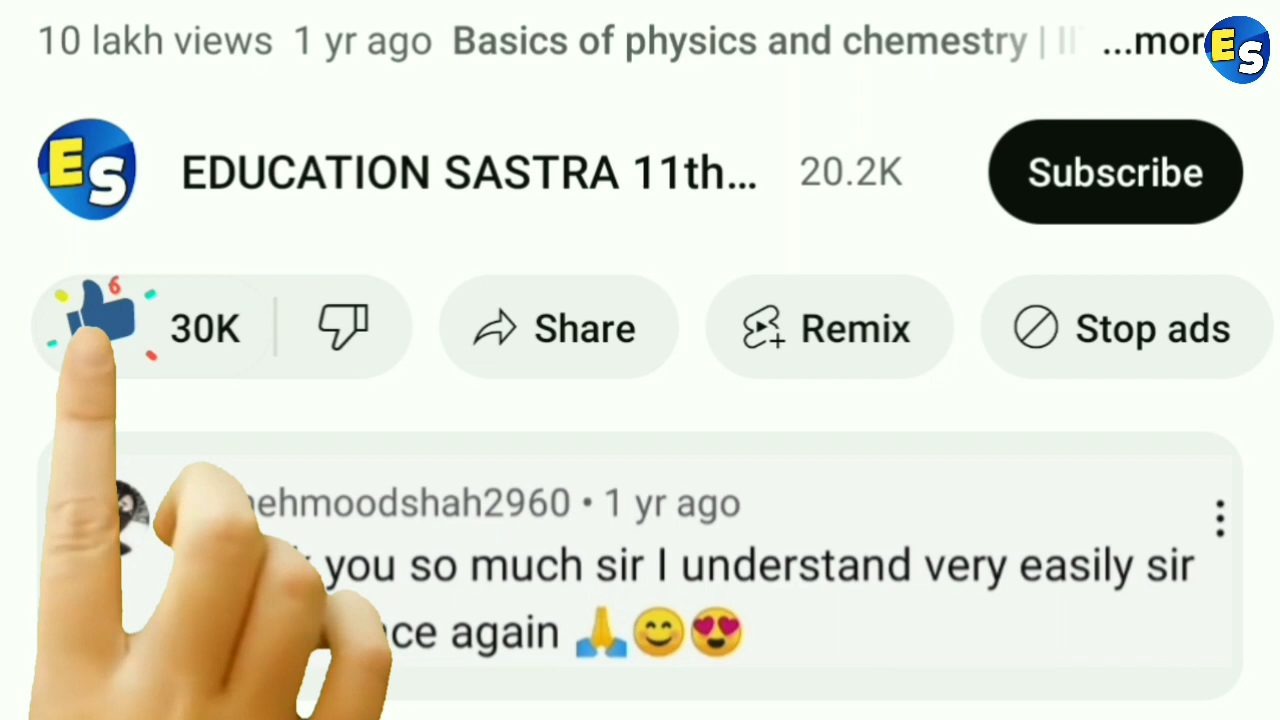 10 lakh views 1 yr ago Basics of physics and chemestry | ...mor
ES
ES
EDUCATION SASTRA 11th... 20.2K Subscribe
6
30K Share Remix Stop ads
ehmoodshah2960 • 1 yr ago
you so much sir I understand very easily sir
again 🙏😊😍